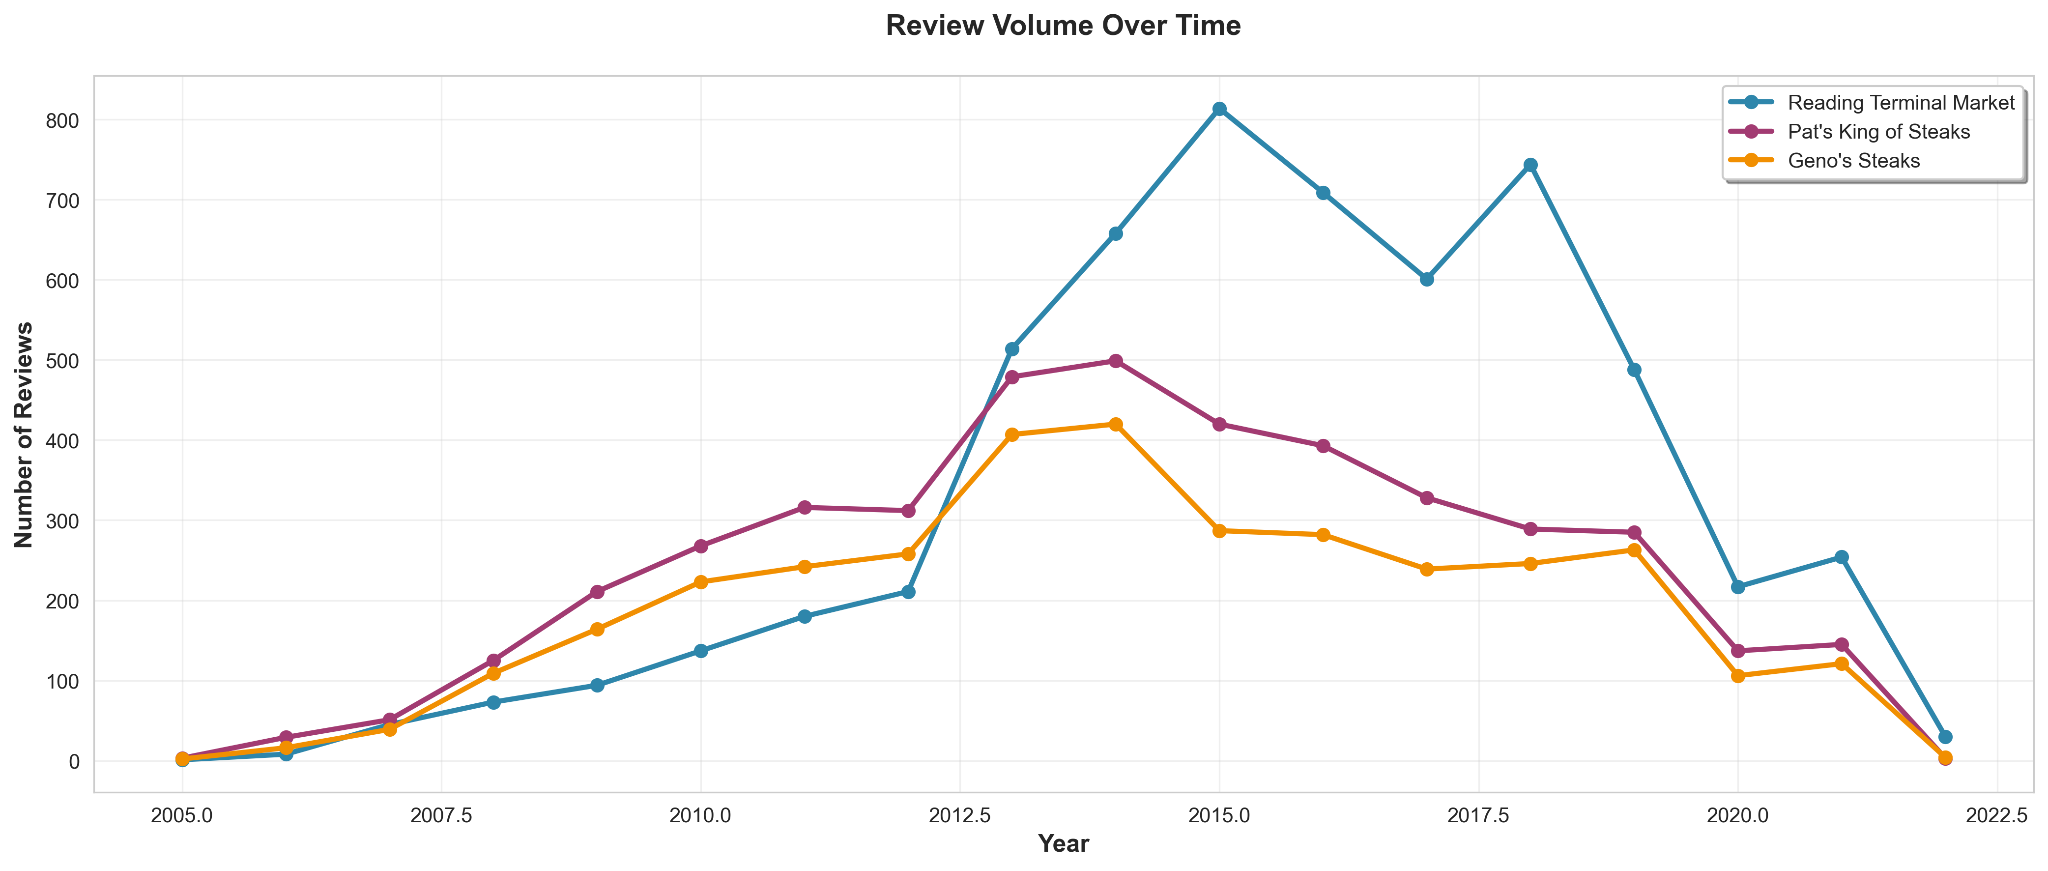 Review Volume Over Time
Reading Terminal Market
Pat's King of Steaks
Geno's Steaks
Number of Reviews
800
700
600
500
400
300
200
100
0
2005.0 2007.5 2010.0 2012.5 2015.0 2017.5 2020.0 2022.5
Year